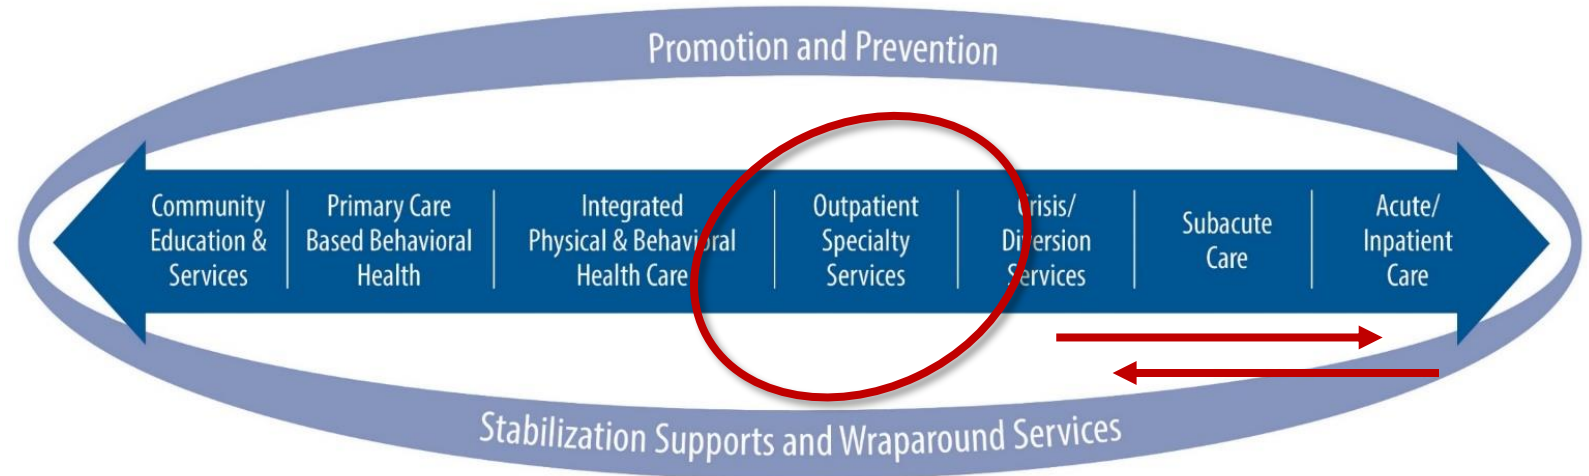 Promotion and Prevention
Community
Education &
Services
Primary Care
Based Behavioral
Health
Integrated
Physical & Behavioral
Health Care
Outpatient
Specialty
Services
Crisis/
Diversion
Services
Subacute
Care
Acute/
Inpatient
Care
Stabilization Supports and Wraparound Services